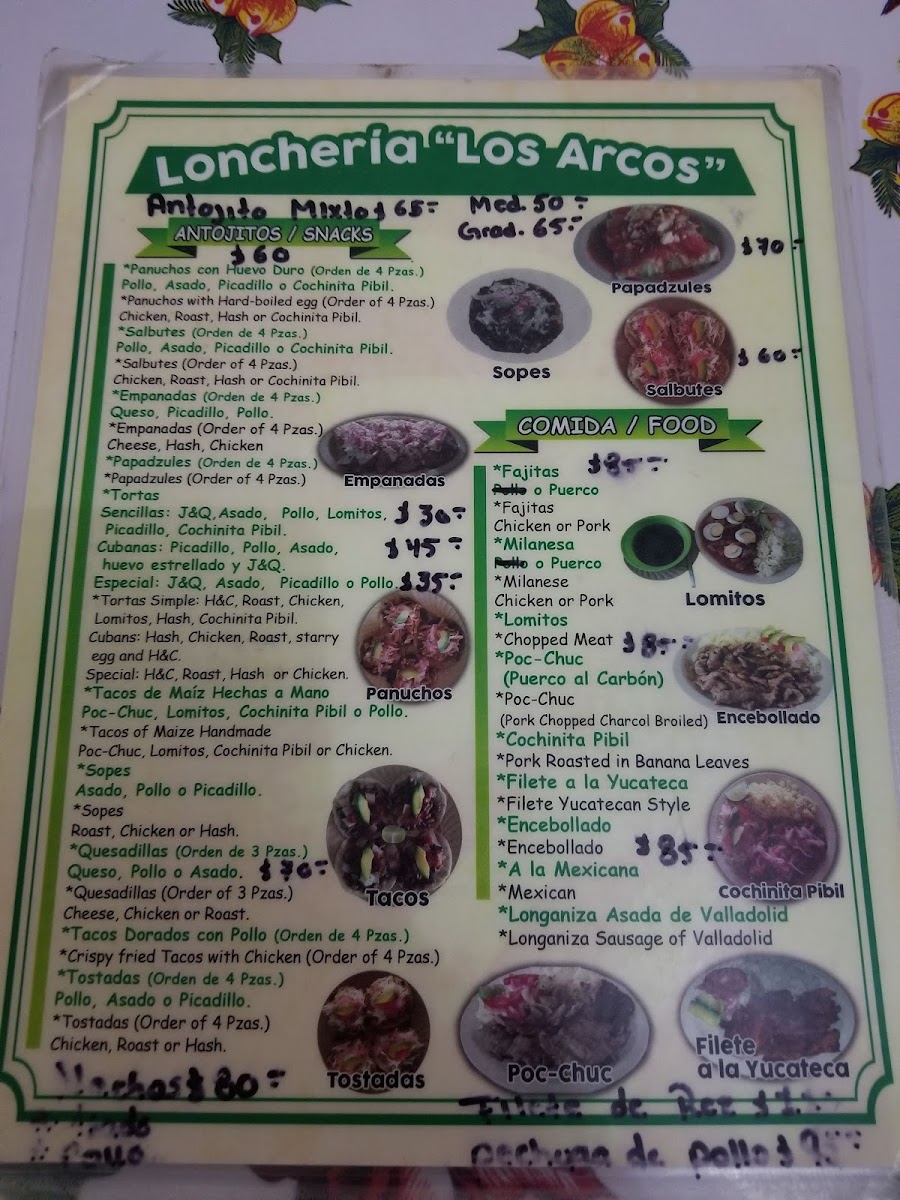 Lonchería "Los Arcos"
Antojito Mixto $65=
Med. 50=
Grad. 65=
ANTOJITOS / SNACKS
$60
*Panuchos con Huevo Duro (Orden de 4 Pzas.)
Pollo, Asado, Picadillo o Cochinita Pibil.
*Panuchos with Hard-boiled egg (Order of 4 Pzas.)
Chicken, Roast, Hash or Cochinita Pibil.
*Salbutes (Orden de 4 Pzas.)
Pollo, Asado, Picadillo o Cochinita Pibil.
*Salbutes (Order of 4 Pzas.)
Chicken, Roast, Hash or Cochinita Pibil.
*Empanadas (Orden de 4 Pzas.)
Queso, Picadillo, Pollo.
*Empanadas (Order of 4 Pzas.)
Cheese, Hash, Chicken
*Papadzules (Orden de 4 Pzas.)
*Papadzules (Order of 4 Pzas.)
*Tortas
Sencillas: J&Q, Asado, Pollo, Lomitos, $30=
Picadillo, Cochinita Pibil.
Cubanas: Picadillo, Pollo, Asado, $45=
huevo estrellado y J&Q.
Especial: J&Q, Asado, Picadillo o Pollo. $35=
*Tortas Simple: H&C, Roast, Chicken,
Lomitos, Hash, Cochinita Pibil.
Cubans: Hash, Chicken, Roast, starry
egg and H&C.
Special: H&C, Roast, Hash or Chicken.
*Tacos de Maíz Hechas a Mano
Poc-Chuc, Lomitos, Cochinita Pibil o Pollo.
*Tacos of Maize Handmade
Poc-Chuc, Lomitos, Cochinita Pibil or Chicken.
*Sopes
Asado, Pollo o Picadillo.
*Sopes
Roast, Chicken or Hash.
*Quesadillas (Orden de 3 Pzas.)
Queso, Pollo o Asado. $70=
*Quesadillas (Order of 3 Pzas.)
Cheese, Chicken or Roast.
*Tacos Dorados con Pollo (Orden de 4 Pzas.)
*Crispy fried Tacos with Chicken (Order of 4 Pzas.)
*Tostadas (Orden de 4 Pzas.)
Pollo, Asado o Picadillo.
*Tostadas (Order of 4 Pzas.)
Chicken, Roast or Hash.
Papadzules
$70=
Sopes
Salbutes
$60=
Empanadas
Panuchos
Tacos
Tostadas
COMIDA / FOOD
*Fajitas
Pollo o Puerco
*Fajitas
Chicken or Pork
*Milanesa
Pollo o Puerco
*Milanese
Chicken or Pork
*Lomitos
*Chopped Meat
*Poc-Chuc
(Puerco al Carbón)
*Poc-Chuc
(Pork Chopped Charcol Broiled)
*Cochinita Pibil
*Pork Roasted in Banana Leaves
*Filete a la Yucateca
*Filete Yucatecan Style
*Encebollado
*Encebollado $85=
*A la Mexicana
*Mexican
*Longaniza Asada de Valladolid
*Longaniza Sausage of Valladolid
Lomitos
Encebollado
Cochinita Pibil
Poc-Chuc
Filete
a la Yucateca
Nachos $80=
Filete de Rez
Pechuga de pollo